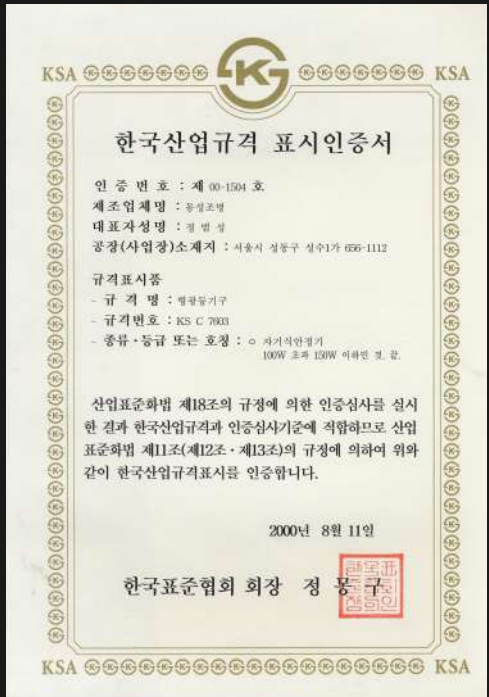 KSA KSA
한국산업규격 표시인증서
인 증 번 호 : 제 00-1504 호
제조업체명 : 동성조명
대표자성명 : 정 범 성
공장(사업장)소재지 : 서울시 성동구 성수1가 656-1112
규격표시품
- 규 격 명 : 형광등기구
- 규격번호 : KS C 7603
- 종류·등급 또는 호칭 : ○ 자기식안정기
100W 초과 150W 이하인 것. 끝.
산업표준화법 제18조의 규정에 의한 인증심사를 실시
한 결과 한국산업규격과 인증심사기준에 적합하므로 산업
표준화법 제11조(제12조·제13조)의 규정에 의하여 위와
같이 한국산업규격표시를 인증합니다.
2000년 8월 11일
한국표준협회 회장 정 몽 구
KSA KSA